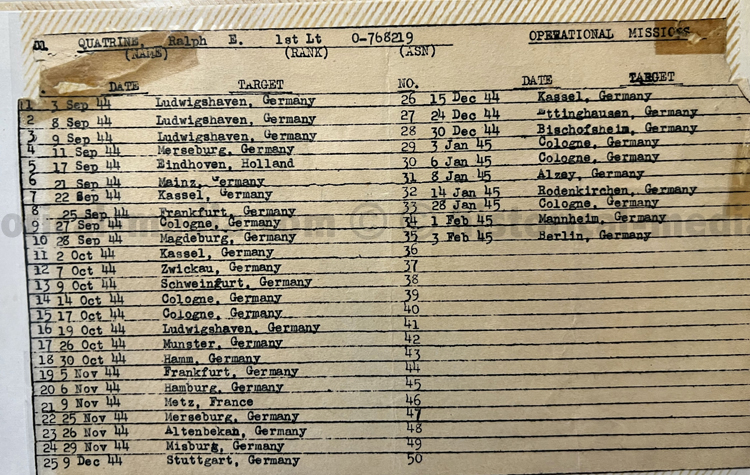 QUATRINE, Ralph E. 1st Lt 0-768219 OPERATIONAL MISSIONS
(NAME) (RANK) (ASN)
DATE TARGET NO. DATE TARGET
1 3 Sep 44 Ludwigshaven, Germany 26 15 Dec 44 Kassel, Germany
2 8 Sep 44 Ludwigshaven, Germany 27 24 Dec 44 Ettinghausen, Germany
3 9 Sep 44 Ludwigshaven, Germany 28 30 Dec 44 Bischofsheim, Germany
4 11 Sep 44 Merseburg, Germany 29 3 Jan 45 Cologne, Germany
5 17 Sep 44 Eindhoven, Holland 30 6 Jan 45 Cologne, Germany
6 21 Sep 44 Mainz, Germany 31 8 Jan 45 Alzey, Germany
7 22 Sep 44 Kassel, Germany 32 14 Jan 45 Rodenkirchen, Germany
8 25 Sep 44 Frankfurt, Germany 33 28 Jan 45 Cologne, Germany
9 27 Sep 44 Cologne, Germany 34 1 Feb 45 Mannheim, Germany
10 28 Sep 44 Magdeburg, Germany 35 3 Feb 45 Berlin, Germany
11 2 Oct 44 Kassel, Germany 36
12 7 Oct 44 Zwickau, Germany 37
13 9 Oct 44 Schweinfurt, Germany 38
14 14 Oct 44 Cologne, Germany 39
15 17 Oct 44 Cologne, Germany 40
16 19 Oct 44 Ludwigshaven, Germany 41
17 26 Oct 44 Munster, Germany 42
18 30 Oct 44 Hamm, Germany 43
19 5 Nov 44 Frankfurt, Germany 44
20 6 Nov 44 Hamburg, Germany 45
21 9 Nov 44 Metz, France 46
22 25 Nov 44 Merseburg, Germany 47
23 26 Nov 44 Altenbekan, Germany 48
24 29 Nov 44 Misburg, Germany 49
25 9 Dec 44 Stuttgart, Germany 50